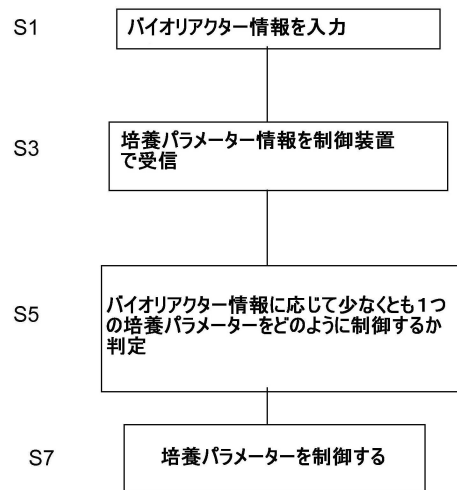 S1
バイオリアクター情報を入力
S3
培養パラメーター情報を制御装置
で受信
S5
バイオリアクター情報に応じて少なくとも1つ
の培養パラメーターをどのように制御するか
判定
S7
培養パラメーターを制御する